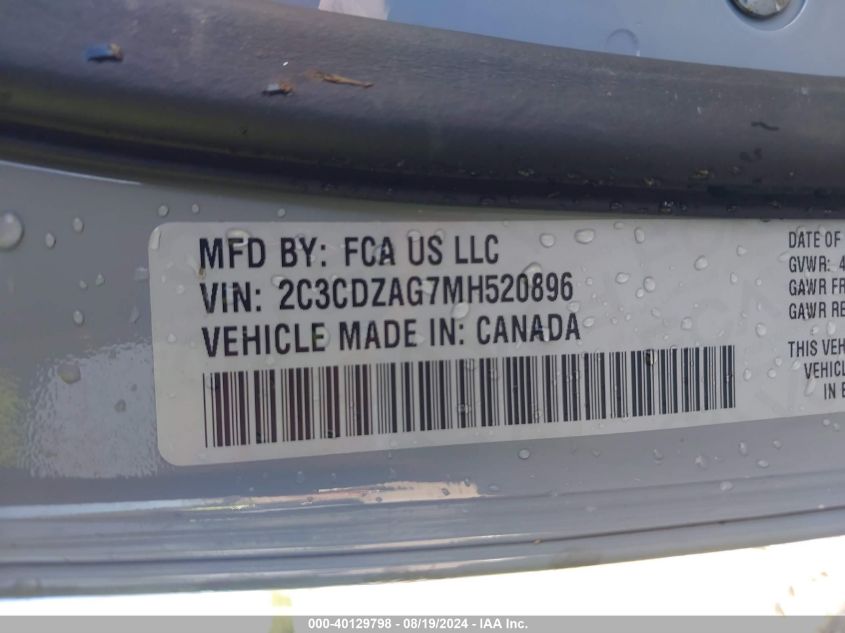 MFD BY: FCA US LLC
VIN: 2C3CDZAG7MH520896
VEHICLE MADE IN: CANADA
DATE OF
GVWR: 4
GAWR FR
GAWR RE
THIS VEH
VEHICL
IN
000-40129798 - 08/19/2024 - IAA Inc.